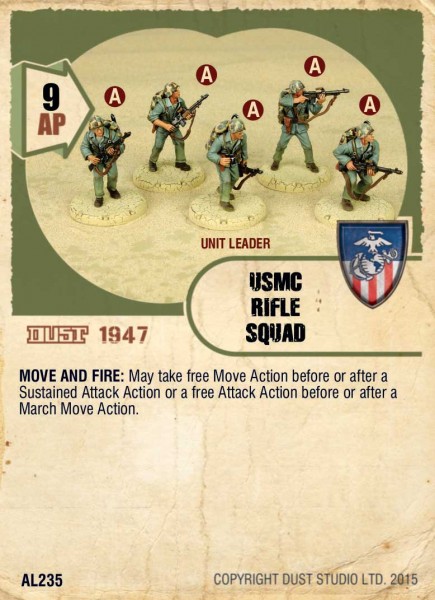 9
AP
A
A
A
A
A
UNIT LEADER
USMC
RIFLE
SQUAD
DUST 1947
MOVE AND FIRE: May take free Move Action before or after a
Sustained Attack Action or a free Attack Action before or after a
March Move Action.
AL235
COPYRIGHT DUST STUDIO LTD. 2015